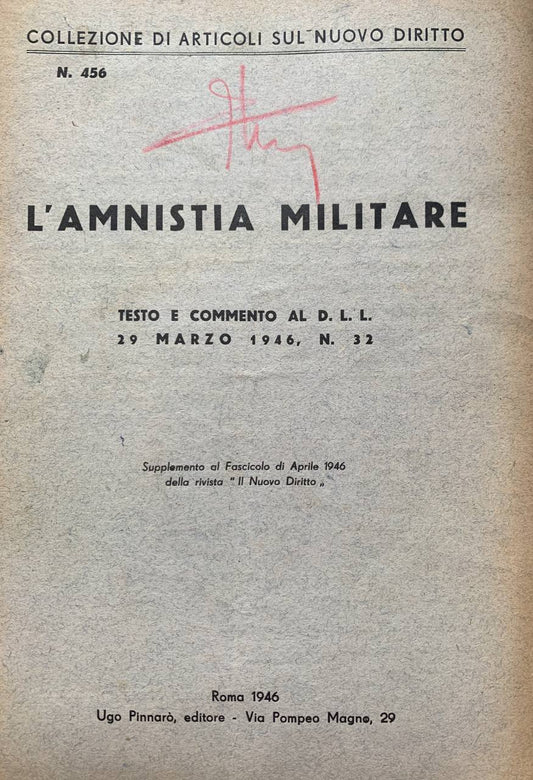 COLLEZIONE DI ARTICOLI SUL NUOVO DIRITTO
N. 456
L'AMNISTIA MILITARE
TESTO E COMMENTO AL D. L. L.
29 MARZO 1946, N. 32
Supplemento al Fascicolo di Aprile 1946
della rivista “ Il Nuovo Diritto „
Roma 1946
Ugo Pinnarò, editore - Via Pompeo Magno, 29